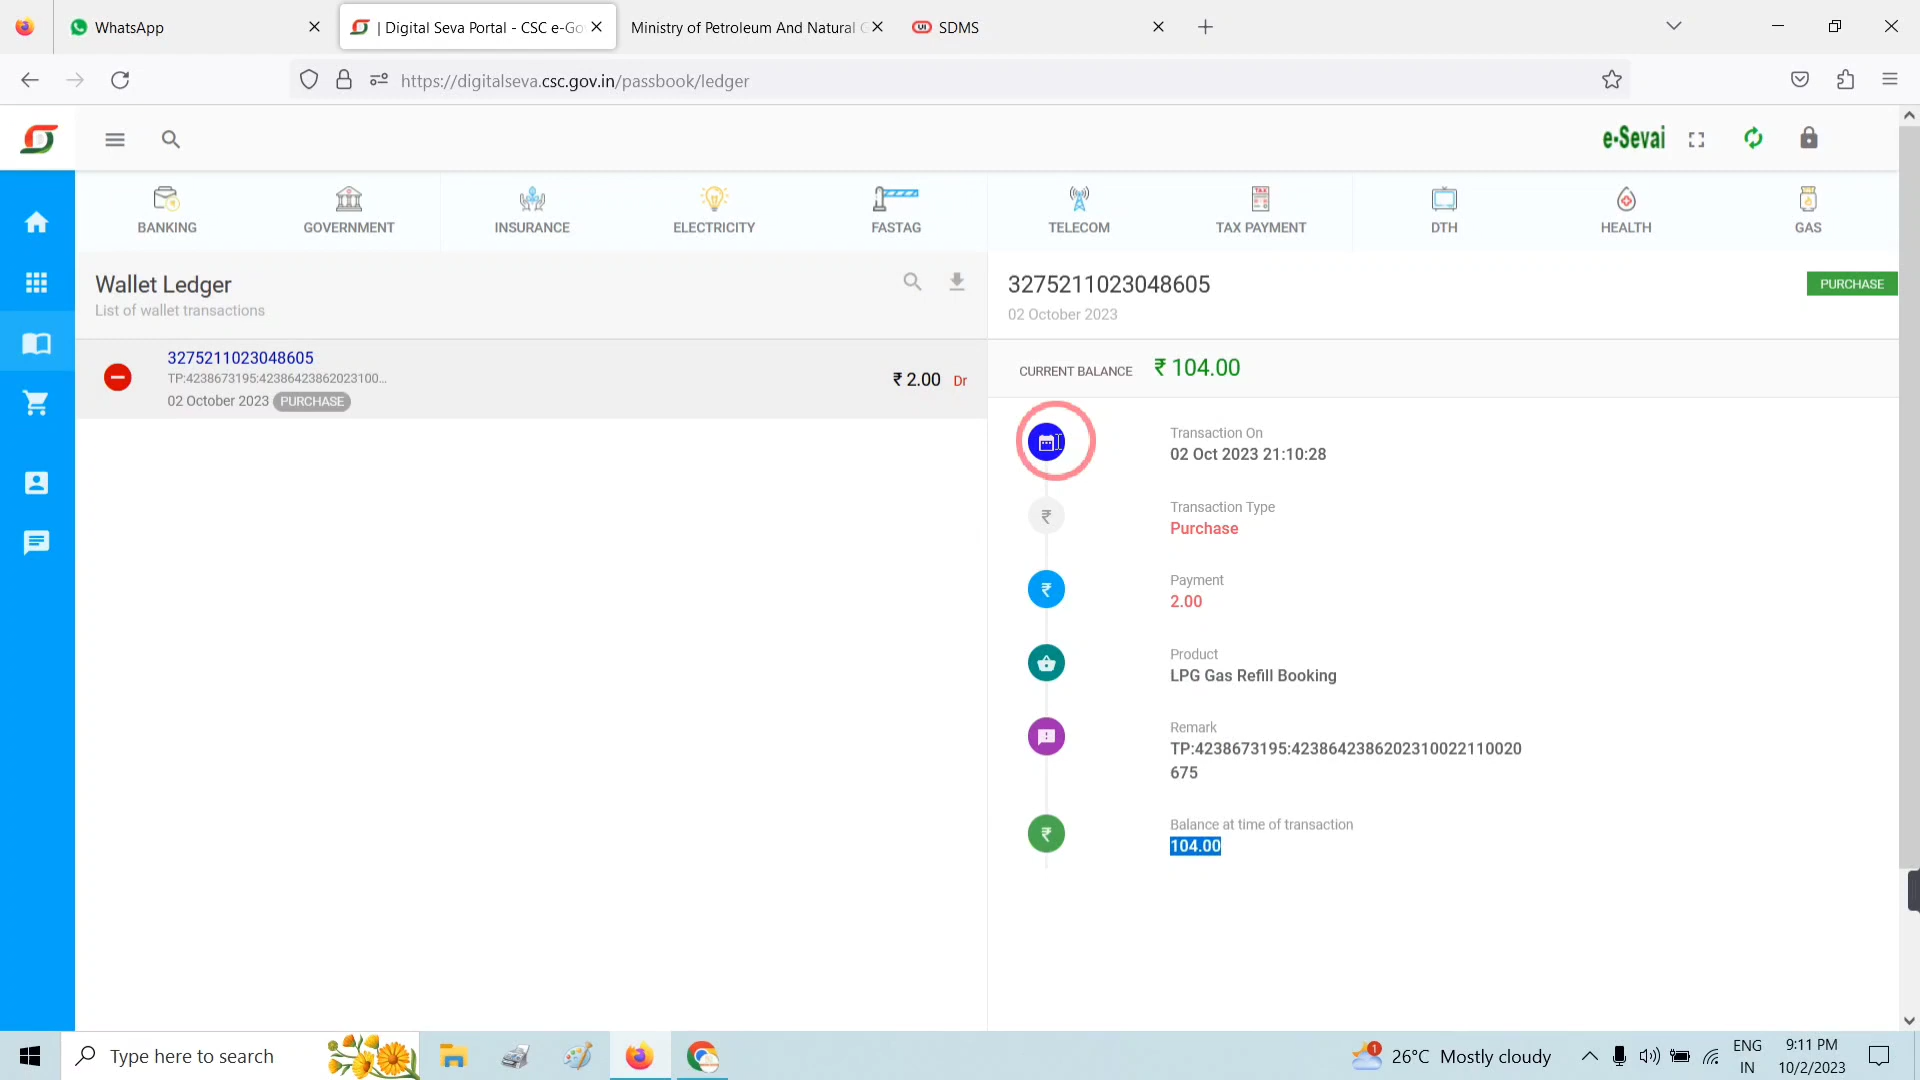 WhatsApp
| Digital Seva Portal - CSC e-Go
Ministry of Petroleum And Natural
SDMS
https://digitalseva.csc.gov.in/passbook/ledger
e-Sevai
BANKING
GOVERNMENT
INSURANCE
ELECTRICITY
FASTAG
TELECOM
TAX PAYMENT
DTH
HEALTH
GAS
Wallet Ledger
List of wallet transactions
3275211023048605
TP:4238673195:42386423862023100...
02 October 2023 PURCHASE
₹ 2.00 Dr
3275211023048605
02 October 2023
PURCHASE
CURRENT BALANCE ₹ 104.00
Transaction On
02 Oct 2023 21:10:28
Transaction Type
Purchase
Payment
2.00
Product
LPG Gas Refill Booking
Remark
TP:4238673195:4238642386202310022110020
675
Balance at time of transaction
104.00
Type here to search
1
26°C Mostly cloudy
ENG
IN
9:11 PM
10/2/2023